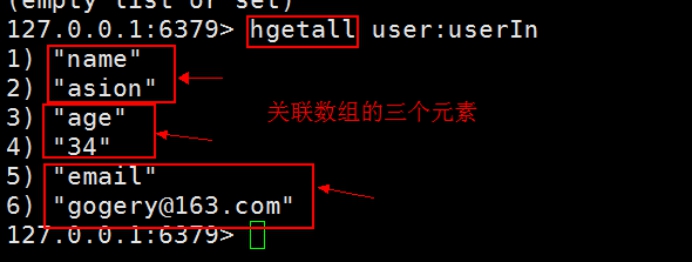 (empty list or set)
127.0.0.1:6379> hgetall user:userIn
1) "name"
2) "asion"
关联数组的三个元素
3) "age"
4) "34"
5) "email"
6) "gogery@163.com"
127.0.0.1:6379>